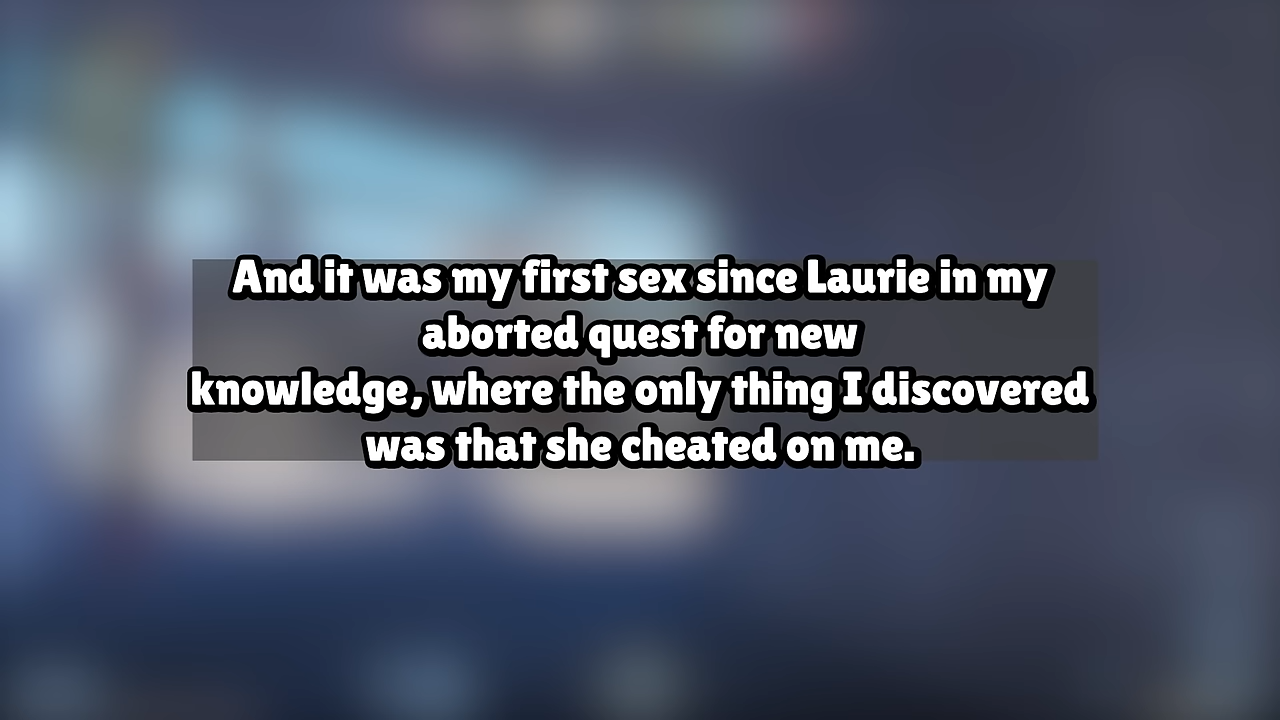 And it was my first sex since Laurie in my
aborted quest for new
knowledge, where the only thing I discovered
was that she cheated on me.